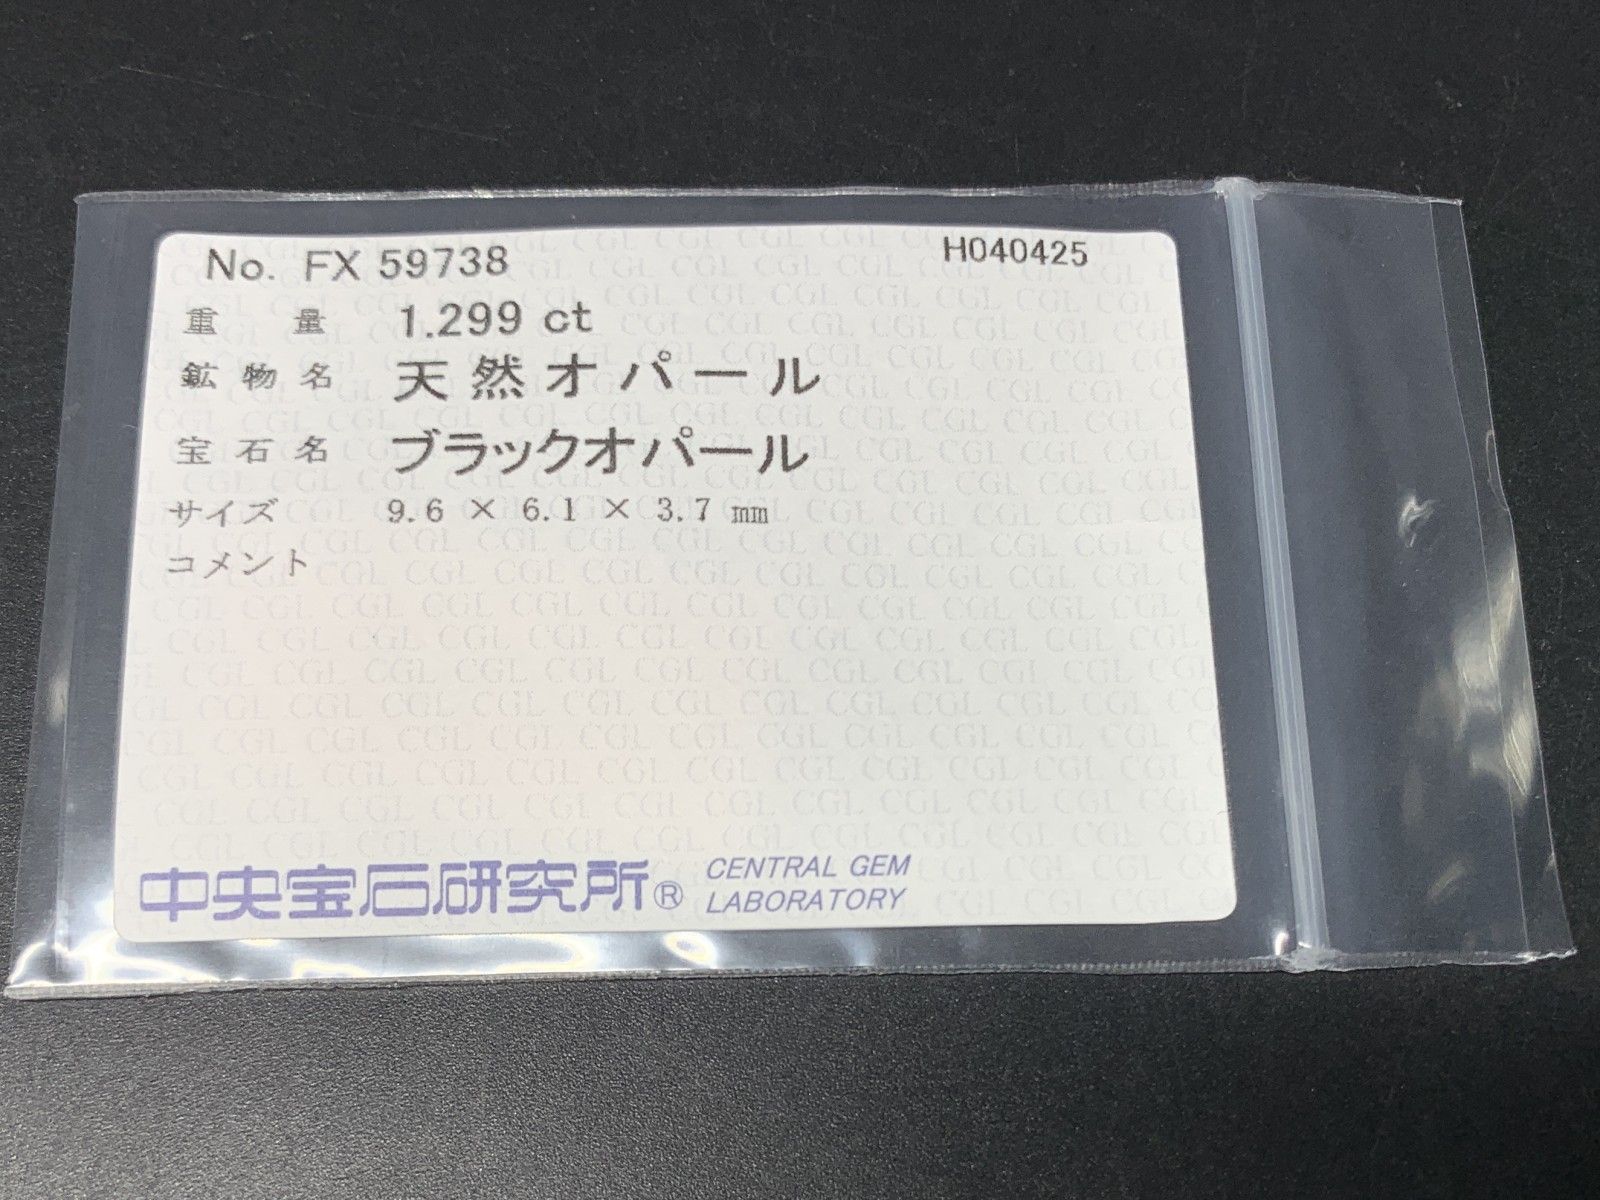 No. FX 59738 H040425
重量 1.299 ct
鉱物名 天然オパール
宝石名 ブラックオパール
サイズ 9.6 × 6.1 × 3.7 mm
コメント
中央宝石研究所® CENTRAL GEM LABORATORY